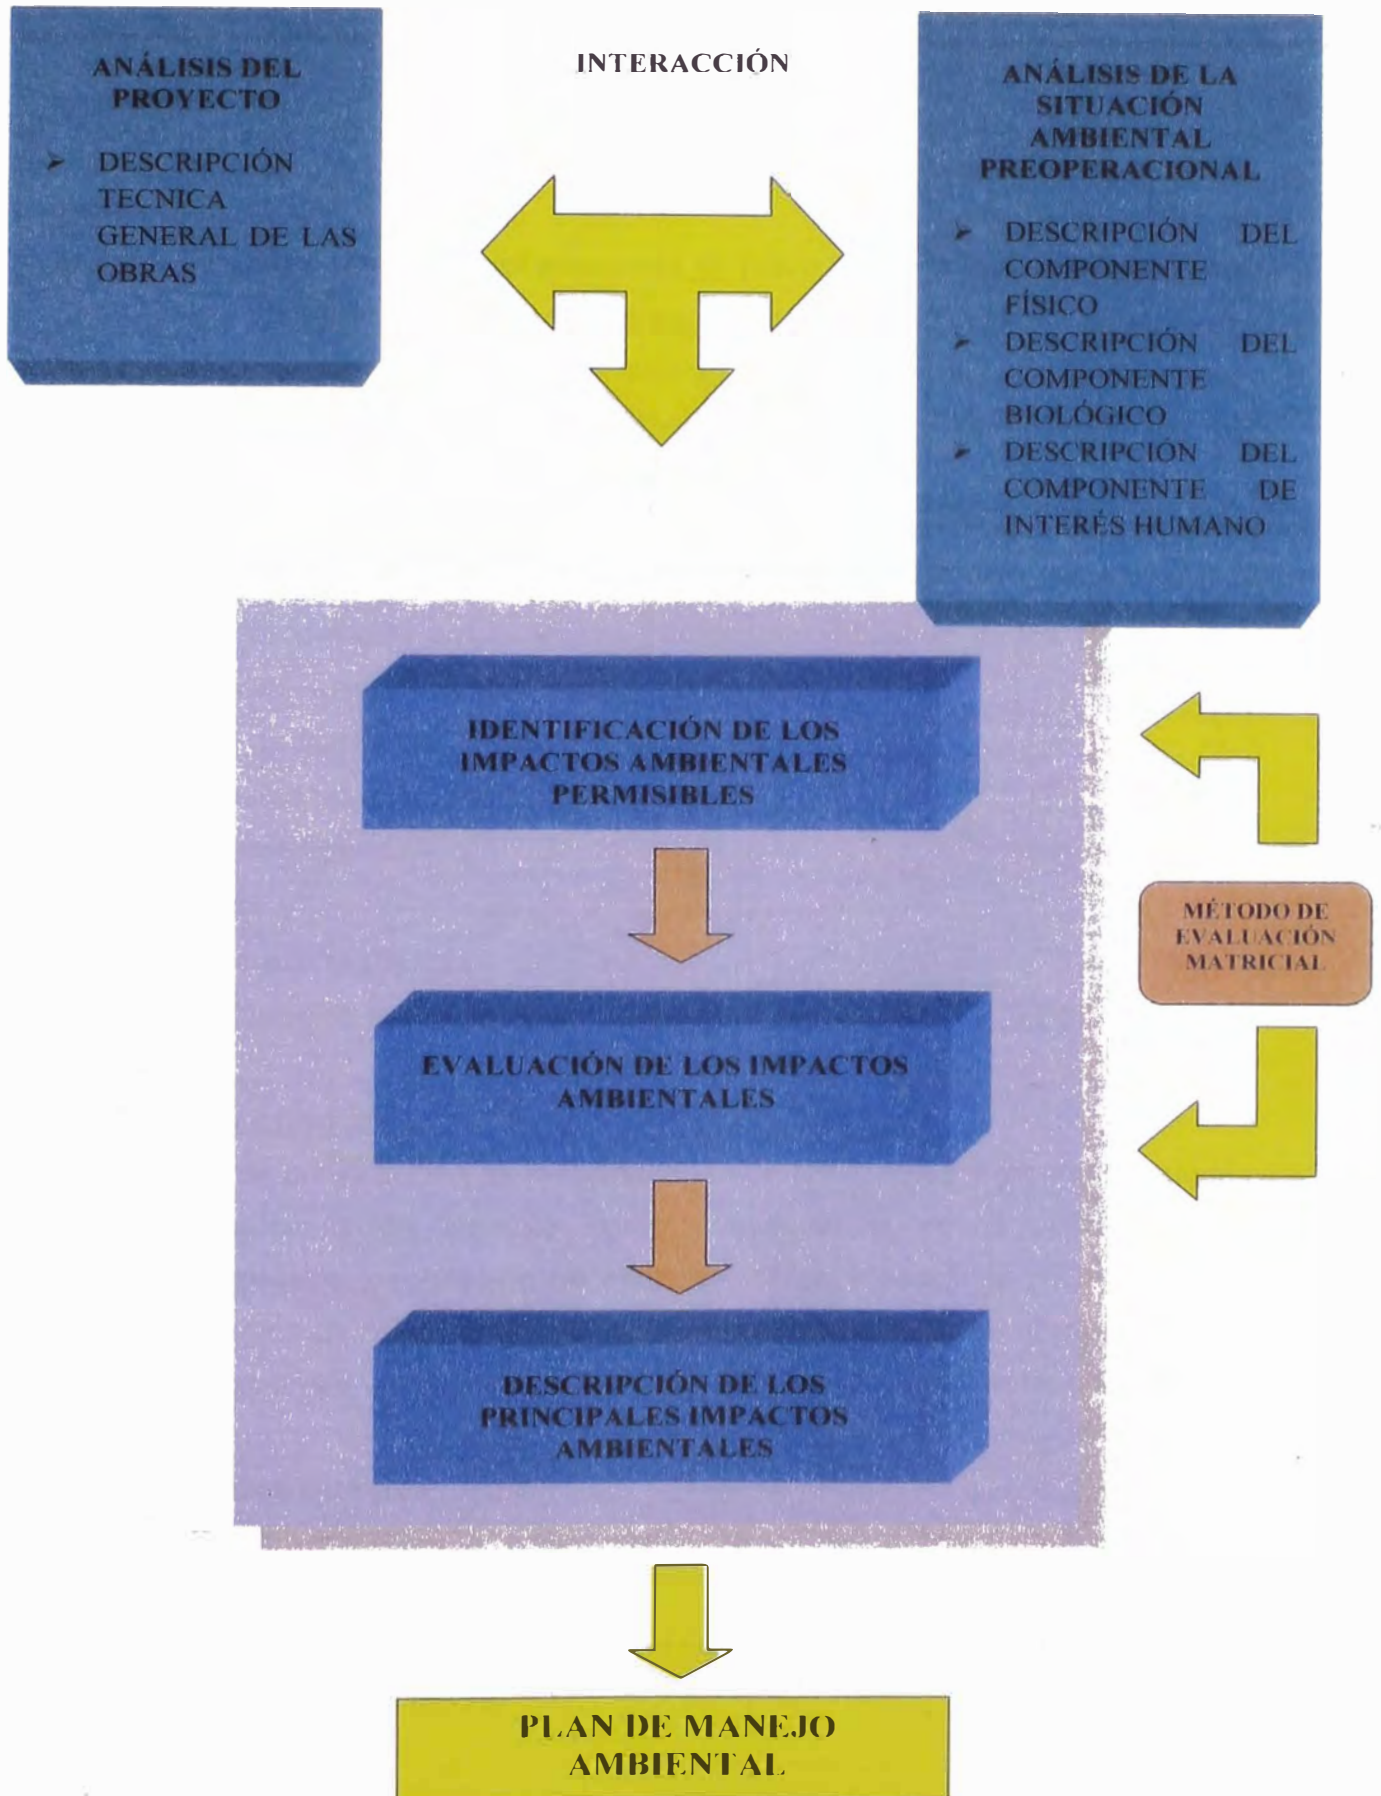 ANÁLISIS DEL
PROYECTO
➤ DESCRIPCIÓN
TECNICA
GENERAL DE LAS
OBRAS
INTERACCIÓN
ANÁLISIS DE LA
SITUACIÓN
AMBIENTAL
PREOPERACIONAL
➤ DESCRIPCIÓN DEL
COMPONENTE
FÍSICO
➤ DESCRIPCIÓN DEL
COMPONENTE
BIOLÓGICO
➤ DESCRIPCIÓN DEL
COMPONENTE DE
INTERÉS HUMANO
IDENTIFICACIÓN DE LOS
IMPACTOS AMBIENTALES
PERMISIBLES
MÉTODO DE
EVALUACIÓN
MATRICIAL
EVALUACIÓN DE LOS IMPACTOS
AMBIENTALES
DESCRIPCIÓN DE LOS
PRINCIPALES IMPACTOS
AMBIENTALES
PLAN DE MANEJO
AMBIENTAL